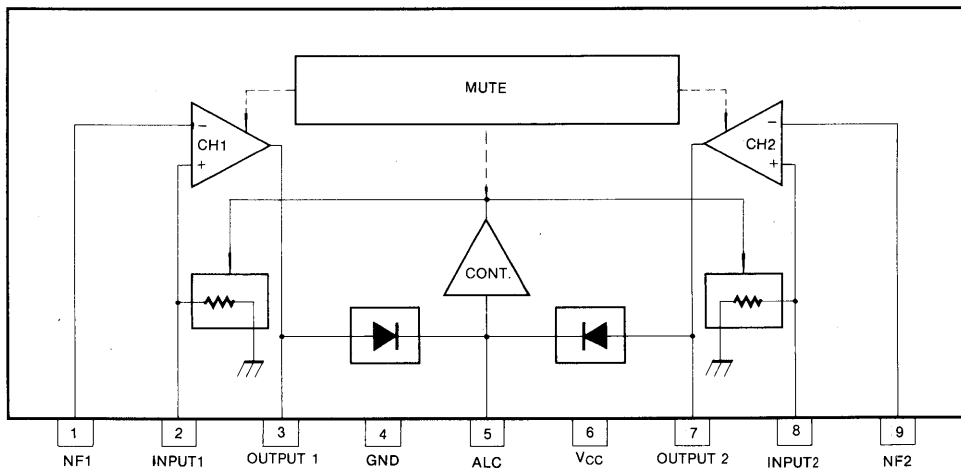 MUTE
−
CH1
+
−
CH2
+
CONT.
1 2 3 4 5 6 7 8 9
NF1 INPUT1 OUTPUT 1 GND ALC VCC OUTPUT 2 INPUT2 NF2